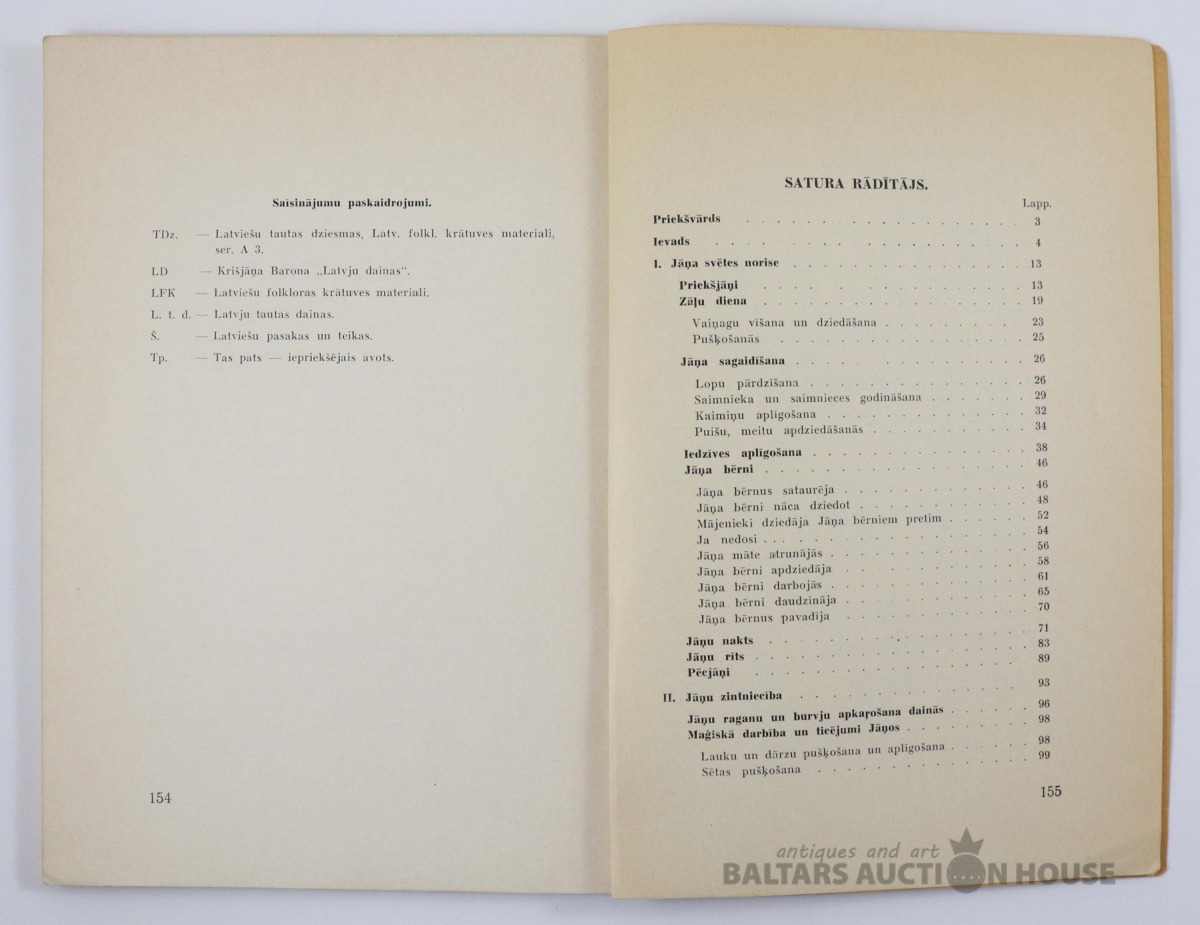 Saīsinājumu paskaidrojumi.
TDz. — Latviešu tautas dziesmas, Latv. folkl. krātuves materiali,
ser. A 3.
LD — Krišjāņa Barona „Latvju dainas".
LFK — Latviešu folkloras krātuves materiali.
L. t. d. — Latvju tautas dainas.
Š. — Latviešu pasakas un teikas.
Tp. — Tas pats — iepriekšējais avots.
154
SATURA RĀDĪTĀJS.
Lapp.
Priekšvārds . . . . . . . . . . . . . . . 3
Ievads . . . . . . . . . . . . . . . 4
I. Jāņa svētes norise . . . . . . . . . . . . . . 13
Priekšjāņi . . . . . . . . . . . . . . 13
Zāļu diena . . . . . . . . . . . . . . 19
Vaiņagu vīšana un dziedāšana . . . . . . . . . 23
Pušķošanās . . . . . . . . . . . . . . 25
Jāņa sagaidīšana . . . . . . . . . . . . . 26
Lopu pārdzīšana . . . . . . . . . . . . . 26
Saimnieka un saimnieces godināšana . . . . . . . 29
Kaimiņu aplīgošana . . . . . . . . . . . . 32
Puišu, meitu apdziedāšanās . . . . . . . . . . 34
Iedzīves aplīgošana . . . . . . . . . . . . 38
Jāņa bērni . . . . . . . . . . . . . . 46
Jāņa bērnus sataurēja . . . . . . . . . . . 46
Jāņa bērni nāca dziedot . . . . . . . . . . 48
Mājenieki dziedāja Jāņa bērniem pretim . . . . . 52
Ja nedosi . . . . . . . . . . . . . . . 54
Jāņa māte atrunājās . . . . . . . . . . . . 56
Jāņa bērni apdziedāja . . . . . . . . . . . 58
Jāņa bērni darbojās . . . . . . . . . . . . 61
Jāņa bērni daudzināja . . . . . . . . . . . 65
Jāņa bērnus pavadīja . . . . . . . . . . . 70
Jāņu nakts . . . . . . . . . . . . . . 71
Jāņu rīts . . . . . . . . . . . . . . . 83
Pēcjāņi . . . . . . . . . . . . . . 89
II. Jāņu zintniecība . . . . . . . . . . . . 93
Jāņu raganu un burvju apkaŗošana dainās . . . . . 96
Maģiskā darbība un ticējumi Jāņos . . . . . . . . 98
Lauku un dārzu pušķošana un aplīgošana . . . . . 98
Sētas pušķošana . . . . . . . . . . . . 99
155
antiques and art
BALTARS AUCTION HOUSE